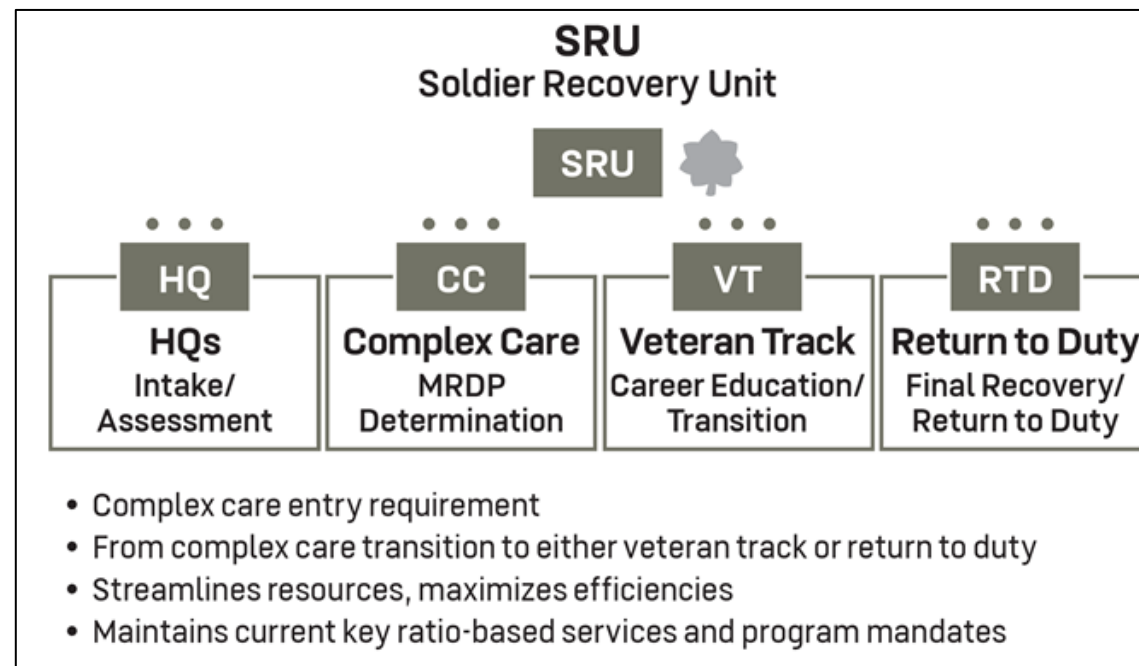 SRU
Soldier Recovery Unit
SRU
HQ
HQs
Intake/
Assessment
CC
Complex Care
MRDP
Determination
VT
Veteran Track
Career Education/
Transition
RTD
Return to Duty
Final Recovery/
Return to Duty
• Complex care entry requirement
• From complex care transition to either veteran track or return to duty
• Streamlines resources, maximizes efficiencies
• Maintains current key ratio-based services and program mandates